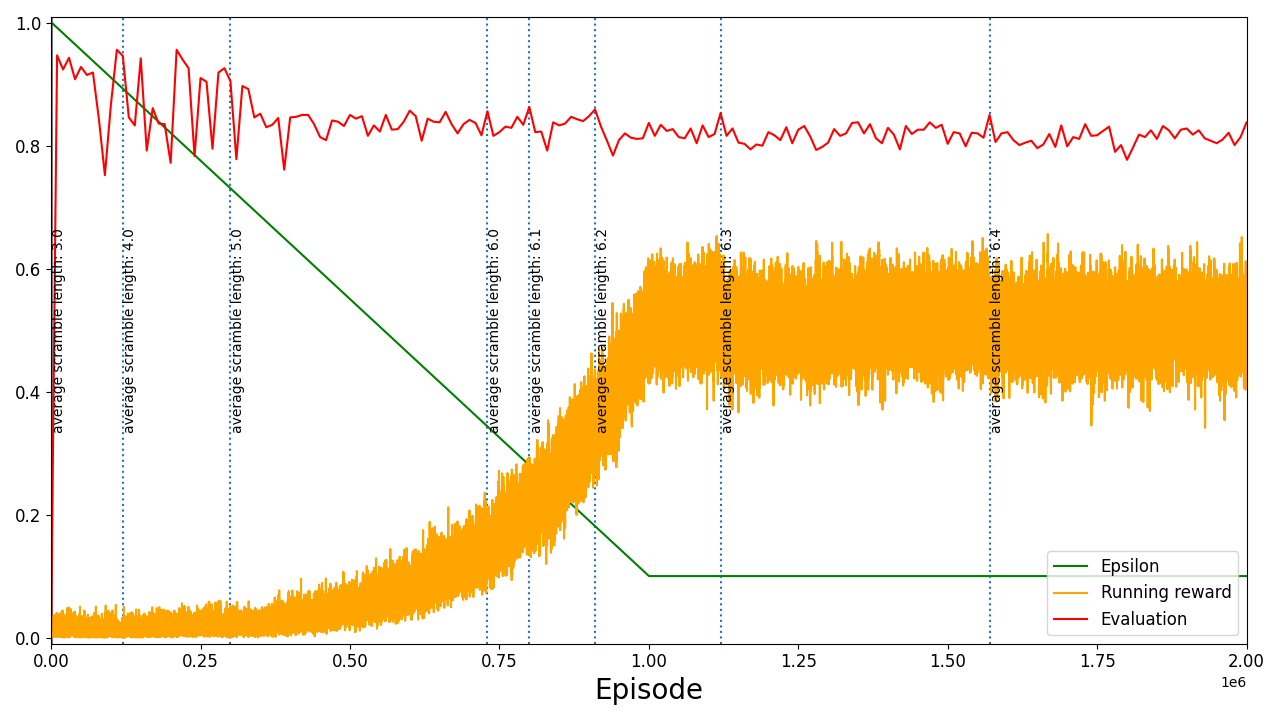 1.0
0.8
0.6
0.4
0.2
0.0
average scramble length: 3.0
average scramble length: 4.0
average scramble length: 5.0
average scramble length: 6.0
average scramble length: 6.1
average scramble length: 6.2
average scramble length: 6.3
average scramble length: 6.4
Epsilon
Running reward
Evaluation
0.00 0.25 0.50 0.75 1.00 1.25 1.50 1.75 2.00
1e6
Episode